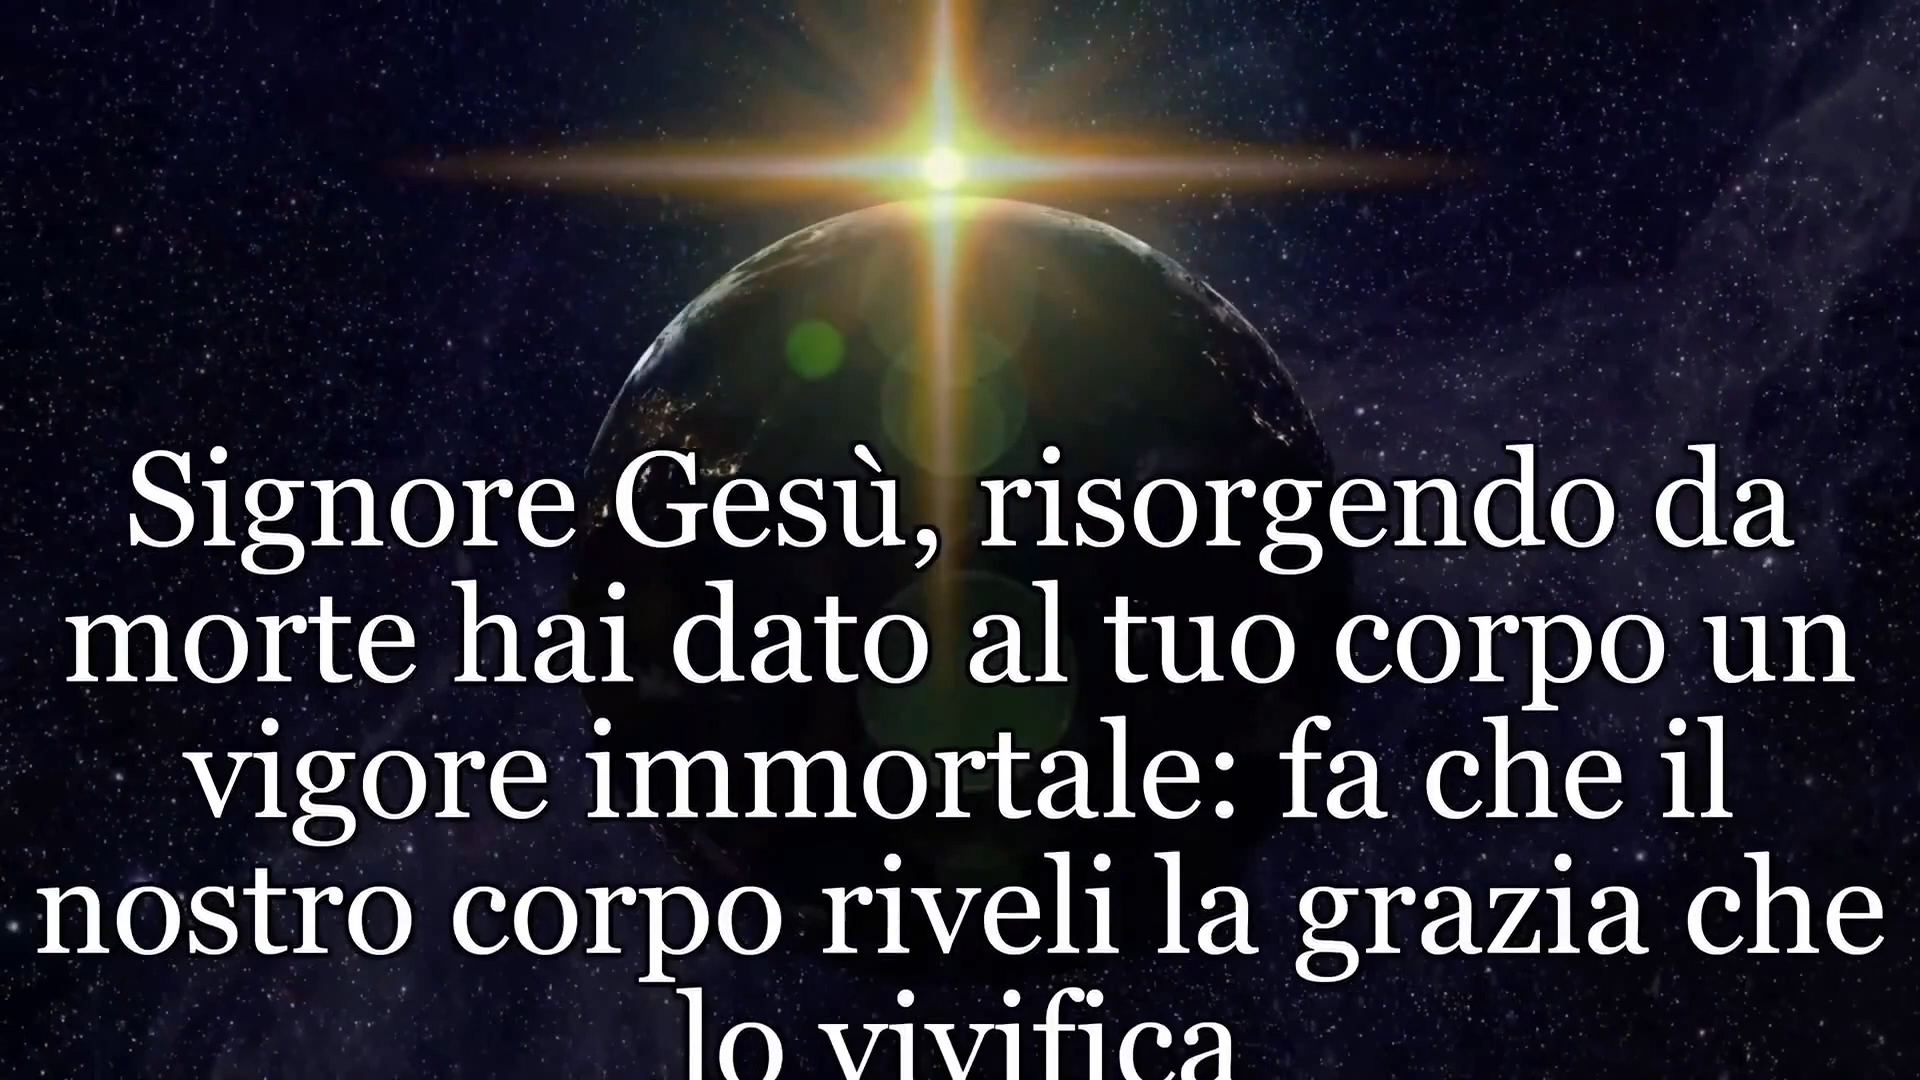 Signore Gesù, risorgendo da
morte hai dato al tuo corpo un
vigore immortale: fa che il
nostro corpo riveli la grazia che
lo vivifica